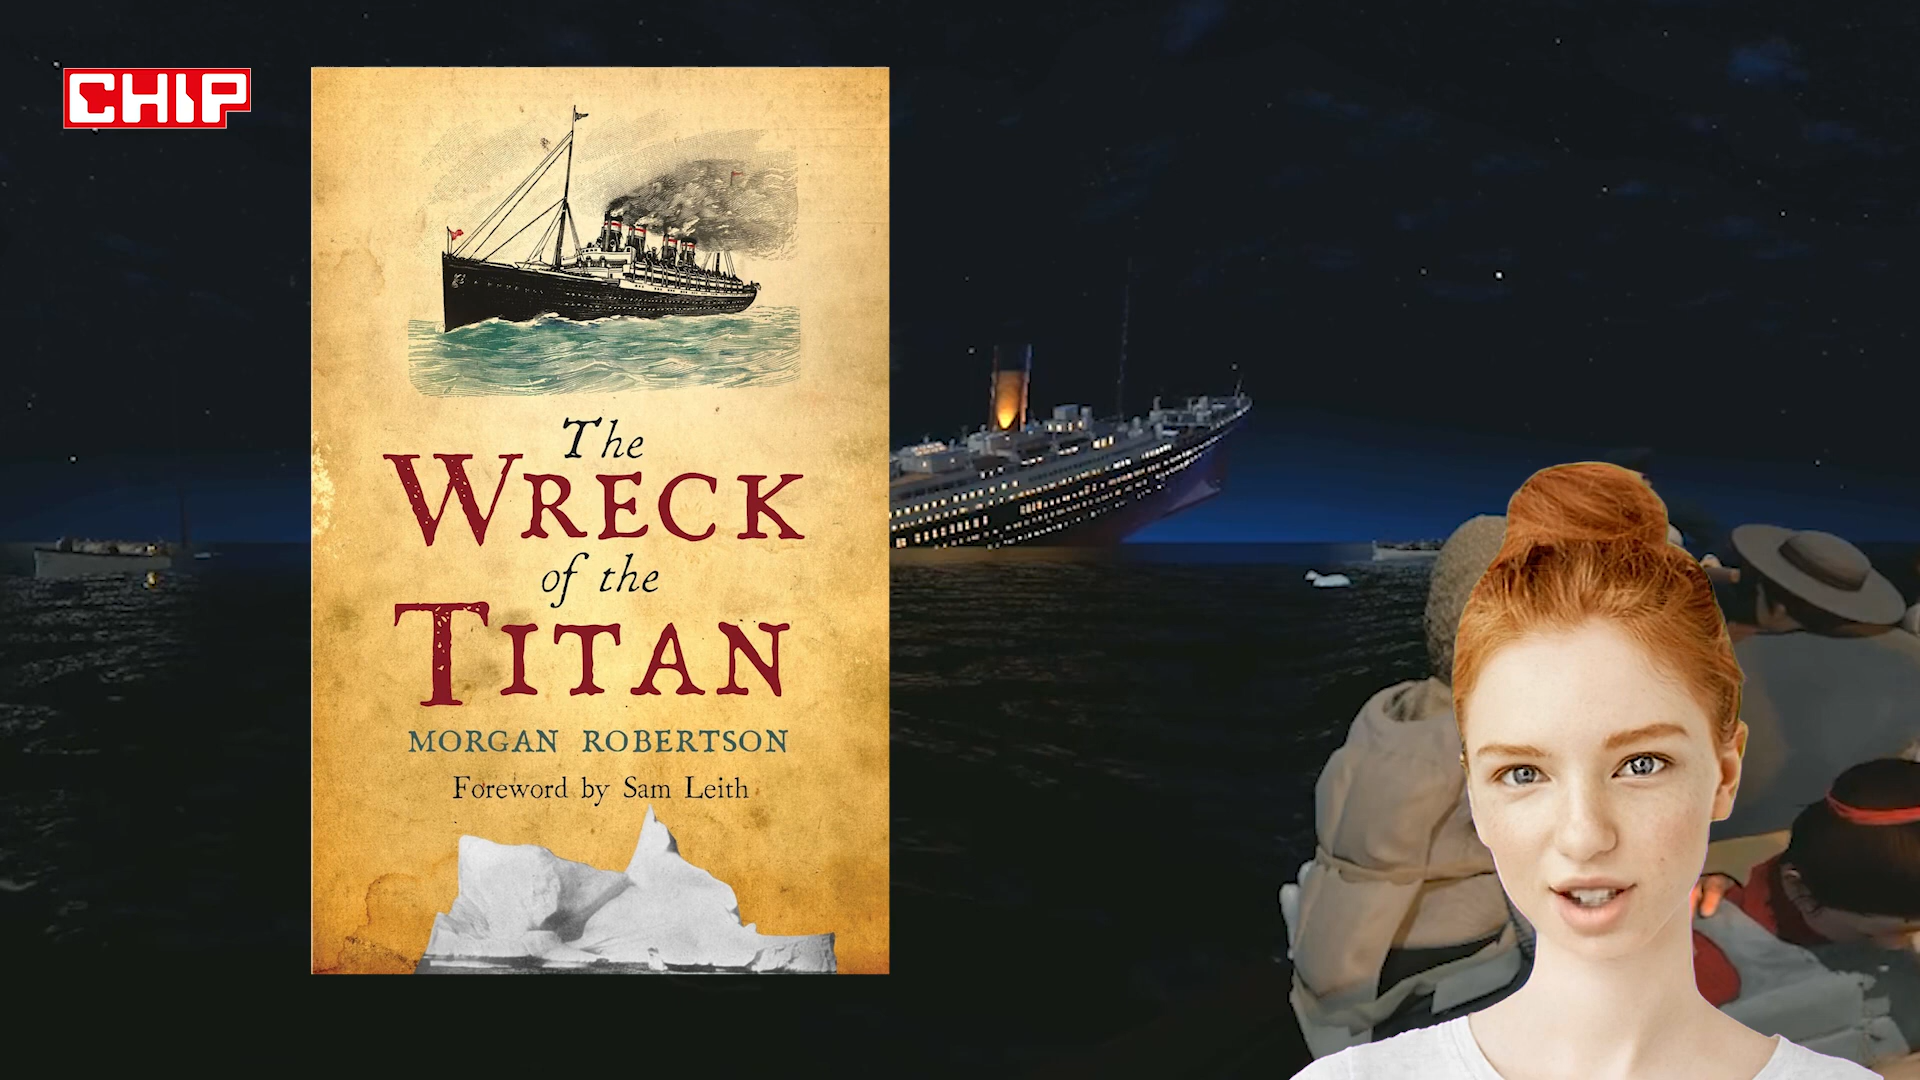 CHIP
The
WRECK
of the
TITAN
MORGAN ROBERTSON
Foreword by Sam Leith